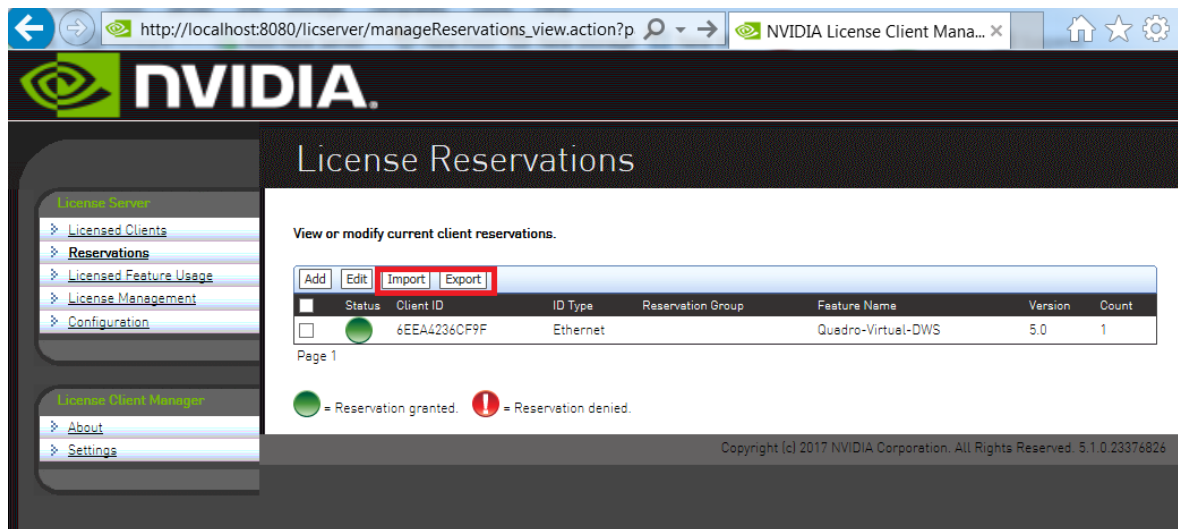 http://localhost:8080/licserver/manageReservations_view.action?p
NVIDIA License Client Mana...
NVIDIA.
License Reservations
License Server
Licensed Clients
Reservations
Licensed Feature Usage
License Management
Configuration
License Client Manager
About
Settings
View or modify current client reservations.
Add Edit Import Export
Status Client ID ID Type Reservation Group Feature Name Version Count
6EEA4236CF9F Ethernet Quadro-Virtual-DWS 5.0 1
Page 1
= Reservation granted. = Reservation denied.
Copyright (c) 2017 NVIDIA Corporation. All Rights Reserved. 5.1.0.23376826